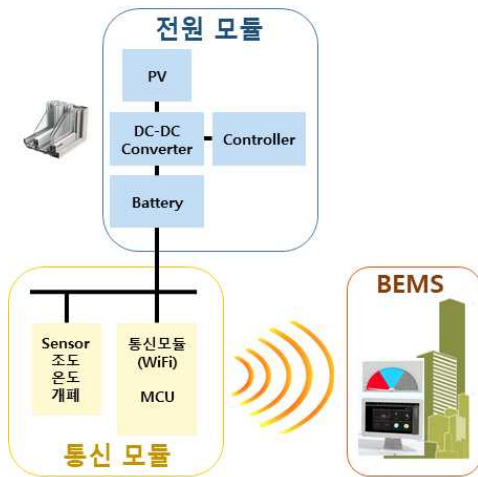 전원 모듈
PV
DC-DC
Converter
Controller
Battery
Sensor
조도
온도
개폐
통신모듈
(WiFi)
MCU
통신 모듈
BEMS